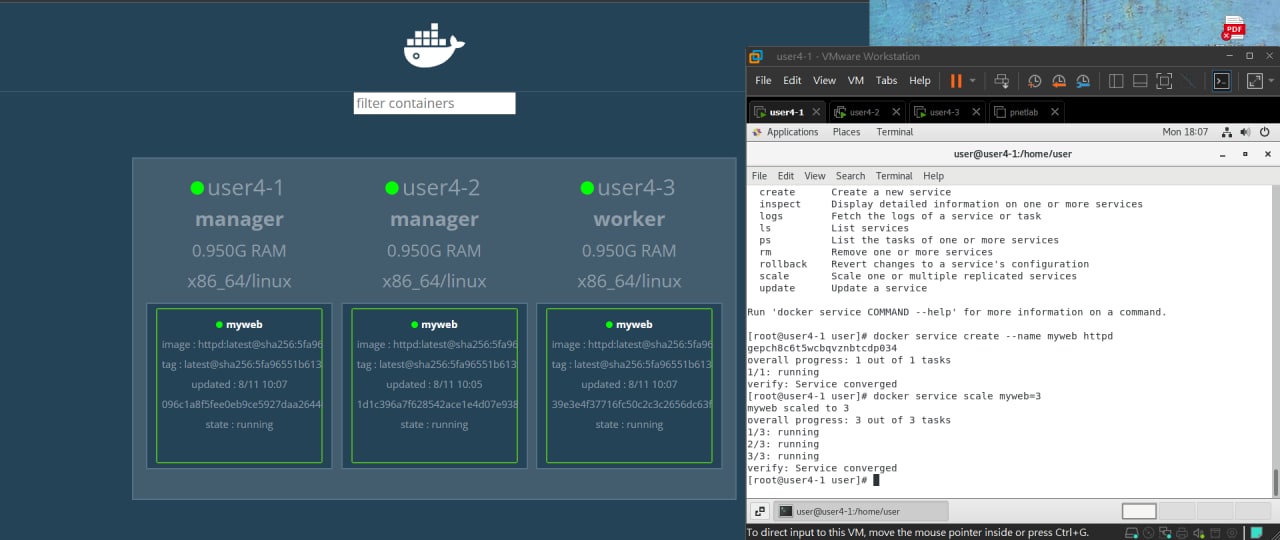 filter containers
user4-1
manager
0.950G RAM
x86_64/linux
myweb
image : httpd:latest@sha256:5fa96
tag : latest@sha256:5fa96551b613
updated : 8/11 10:07
096c1a8f5fee0eb9ce5927daa2644
state : running
user4-2
manager
0.950G RAM
x86_64/linux
myweb
image : httpd:latest@sha256:5fa96
tag : latest@sha256:5fa96551b613
updated : 8/11 10:05
1d1c396a7f628542ace1e4d07e938
state : running
user4-3
worker
0.950G RAM
x86_64/linux
myweb
image : httpd:latest@sha256:5fa96
tag : latest@sha256:5fa96551b613
updated : 8/11 10:07
39e3e4f37716fc50c2c3c2656dc63f
state : running
PDF
user4-1 - VMware Workstation
File Edit View VM Tabs Help
user4-1 user4-2 user4-3 pnetlab
Applications Places Terminal Mon 18:07
user@user4-1:/home/user
File Edit View Search Terminal Help
create Create a new service
inspect Display detailed information on one or more services
logs Fetch the logs of a service or task
ls List services
ps List the tasks of one or more services
rm Remove one or more services
rollback Revert changes to a service's configuration
scale Scale one or multiple replicated services
update Update a service
Run 'docker service COMMAND --help' for more information on a command.
[root@user4-1 user]# docker service create --name myweb httpd
gepch8c6t5wcbqvznbtcdp034
overall progress: 1 out of 1 tasks
1/1: running
verify: Service converged
[root@user4-1 user]# docker service scale myweb=3
myweb scaled to 3
overall progress: 3 out of 3 tasks
1/3: running
2/3: running
3/3: running
verify: Service converged
[root@user4-1 user]#
user@user4-1:/home/user
To direct input to this VM, move the mouse pointer inside or press Ctrl+G.